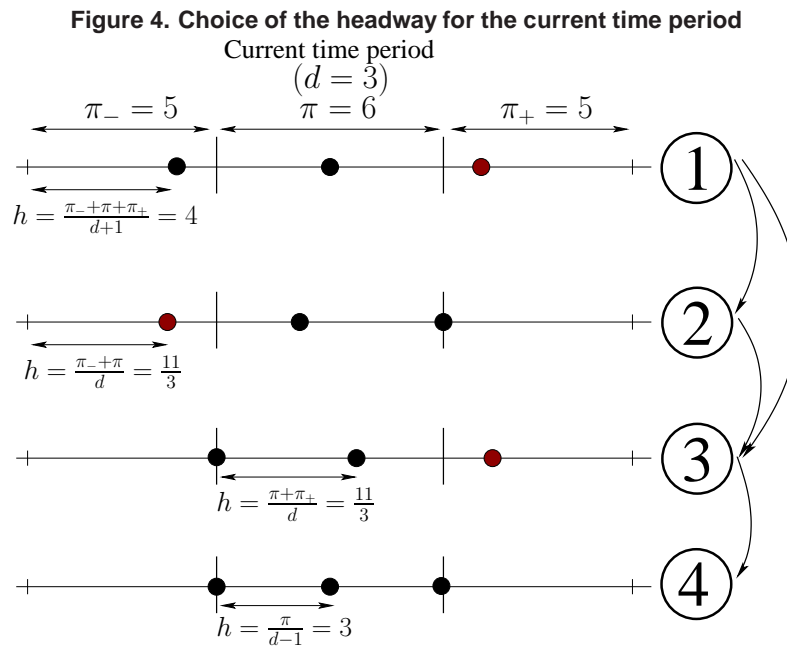 Figure 4. Choice of the headway for the current time period
Current time period
(d = 3)
π₋ = 5
π = 6
π₊ = 5
1
h = (π₋+π+π₊)/(d+1) = 4
2
h = (π₋+π)/d = 11/3
3
h = (π+π₊)/d = 11/3
4
h = π/(d−1) = 3